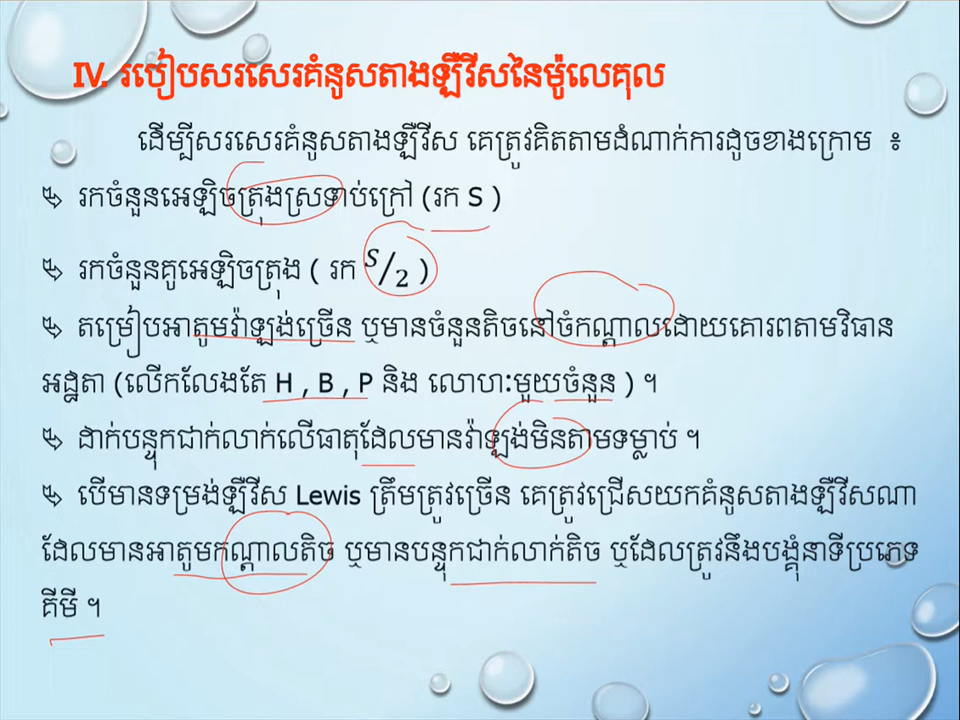 IV. របៀបសរសេរគំនូសតាងឡឺវីសនៃម៉ូលេគុល
ដើម្បីសរសេរគំនូសតាងឡឺវីស គេត្រូវគិតតាមដំណាក់ការដូចខាងក្រោម ៖
រកចំនួនអេឡិចត្រុងស្រទាប់ក្រៅ (រក S )
រកចំនួនគូអេឡិចត្រុង ( រក S/2 )
តម្រៀបអាតូមវ៉ាឡង់ច្រើន ឬមានចំនួនតិចនៅចំកណ្តាលដោយគោរពតាមវិធាន
អដ្ឋតា (លើកលែងតែ H , B , P និង លោហៈមួយចំនួន ) ។
ដាក់បន្ទុកជាក់លាក់លើធាតុដែលមានវ៉ាឡង់មិនតាមទម្លាប់ ។
បើមានទម្រង់ឡឺវីស Lewis ត្រឹមត្រូវច្រើន គេត្រូវជ្រើសយកគំនូសតាងឡឺវីសណា
ដែលមានអាតូមកណ្តាលតិច ឬមានបន្ទុកជាក់លាក់តិច ឬដែលត្រូវនឹងបង្គុំនាទីប្រភេទ
គីមី ។